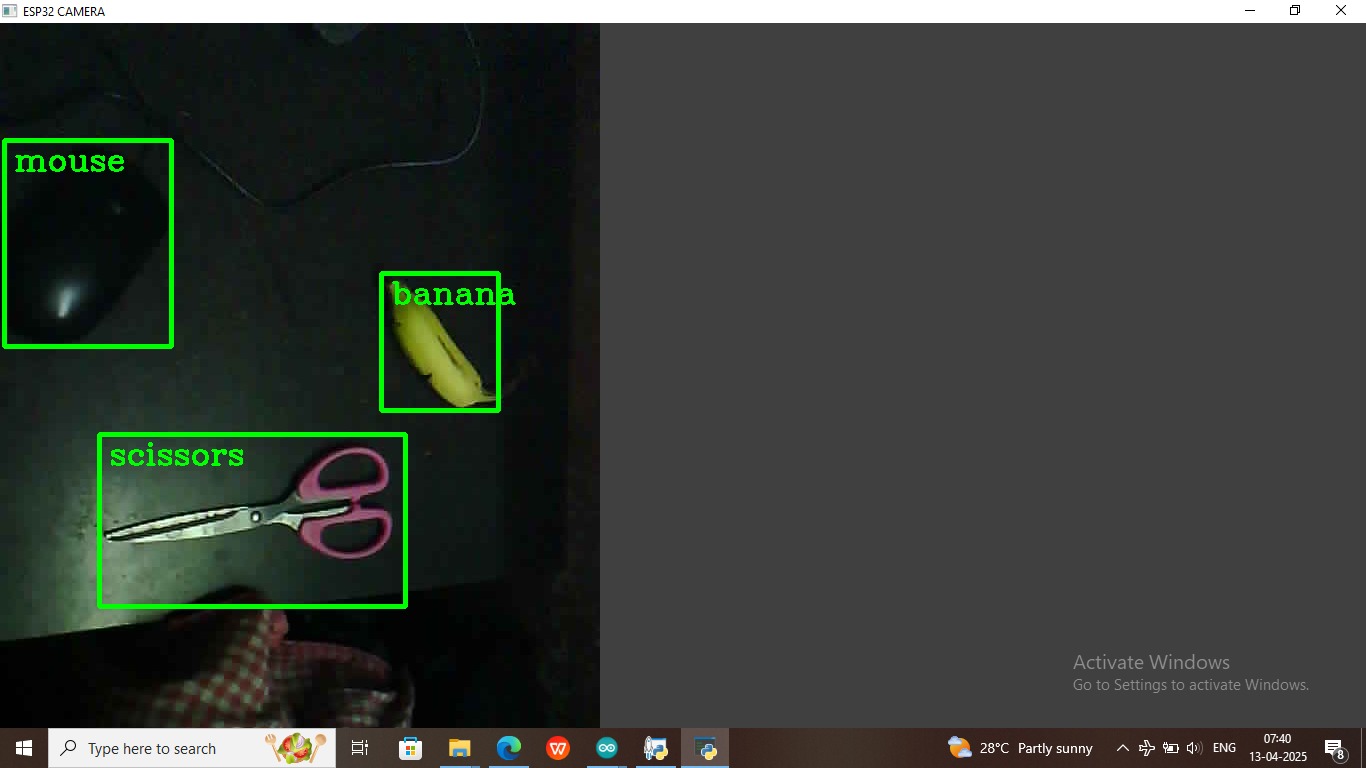 ESP32 CAMERA
mouse
banana
scissors
Activate Windows
Go to Settings to activate Windows.
Type here to search
W
28°C Partly sunny
ENG
07:40
13-04-2025
8